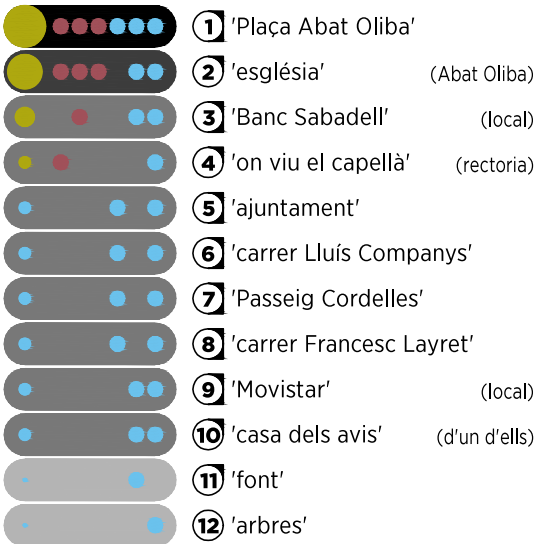 1 'Plaça Abat Oliba'
2 'església' (Abat Oliba)
3 'Banc Sabadell' (local)
4 'on viu el capellà' (rectoria)
5 'ajuntament'
6 'carrer Lluís Companys'
7 'Passeig Cordelles'
8 'carrer Francesc Layret'
9 'Movistar' (local)
10 'casa dels avis' (d'un d'ells)
11 'font'
12 'arbres'